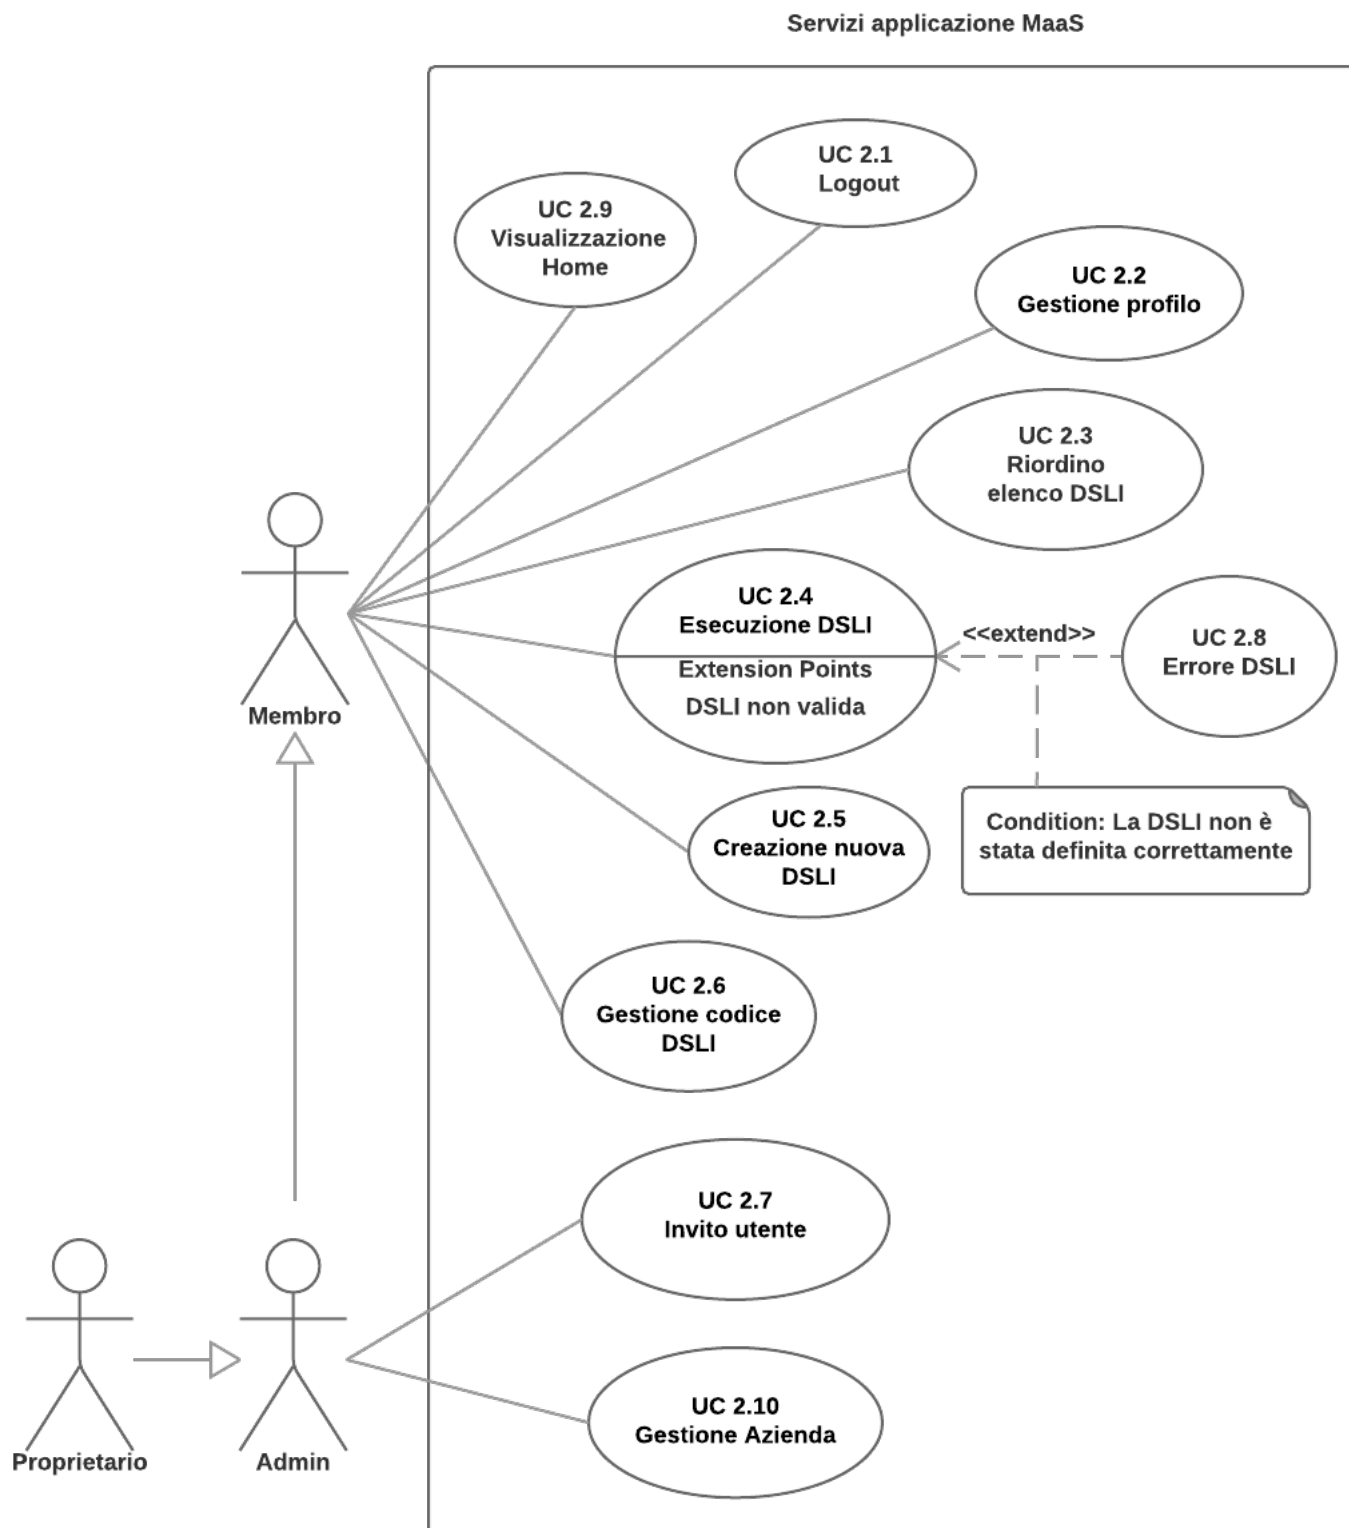 Servizi applicazione MaaS
UC 2.1
Logout
UC 2.9
Visualizzazione
Home
UC 2.2
Gestione profilo
UC 2.3
Riordino
elenco DSLI
UC 2.4
Esecuzione DSLI
Extension Points
DSLI non valida
<<extend>>
UC 2.8
Errore DSLI
Membro
Condition: La DSLI non è
stata definita correttamente
UC 2.5
Creazione nuova
DSLI
UC 2.6
Gestione codice
DSLI
UC 2.7
Invito utente
UC 2.10
Gestione Azienda
Proprietario
Admin